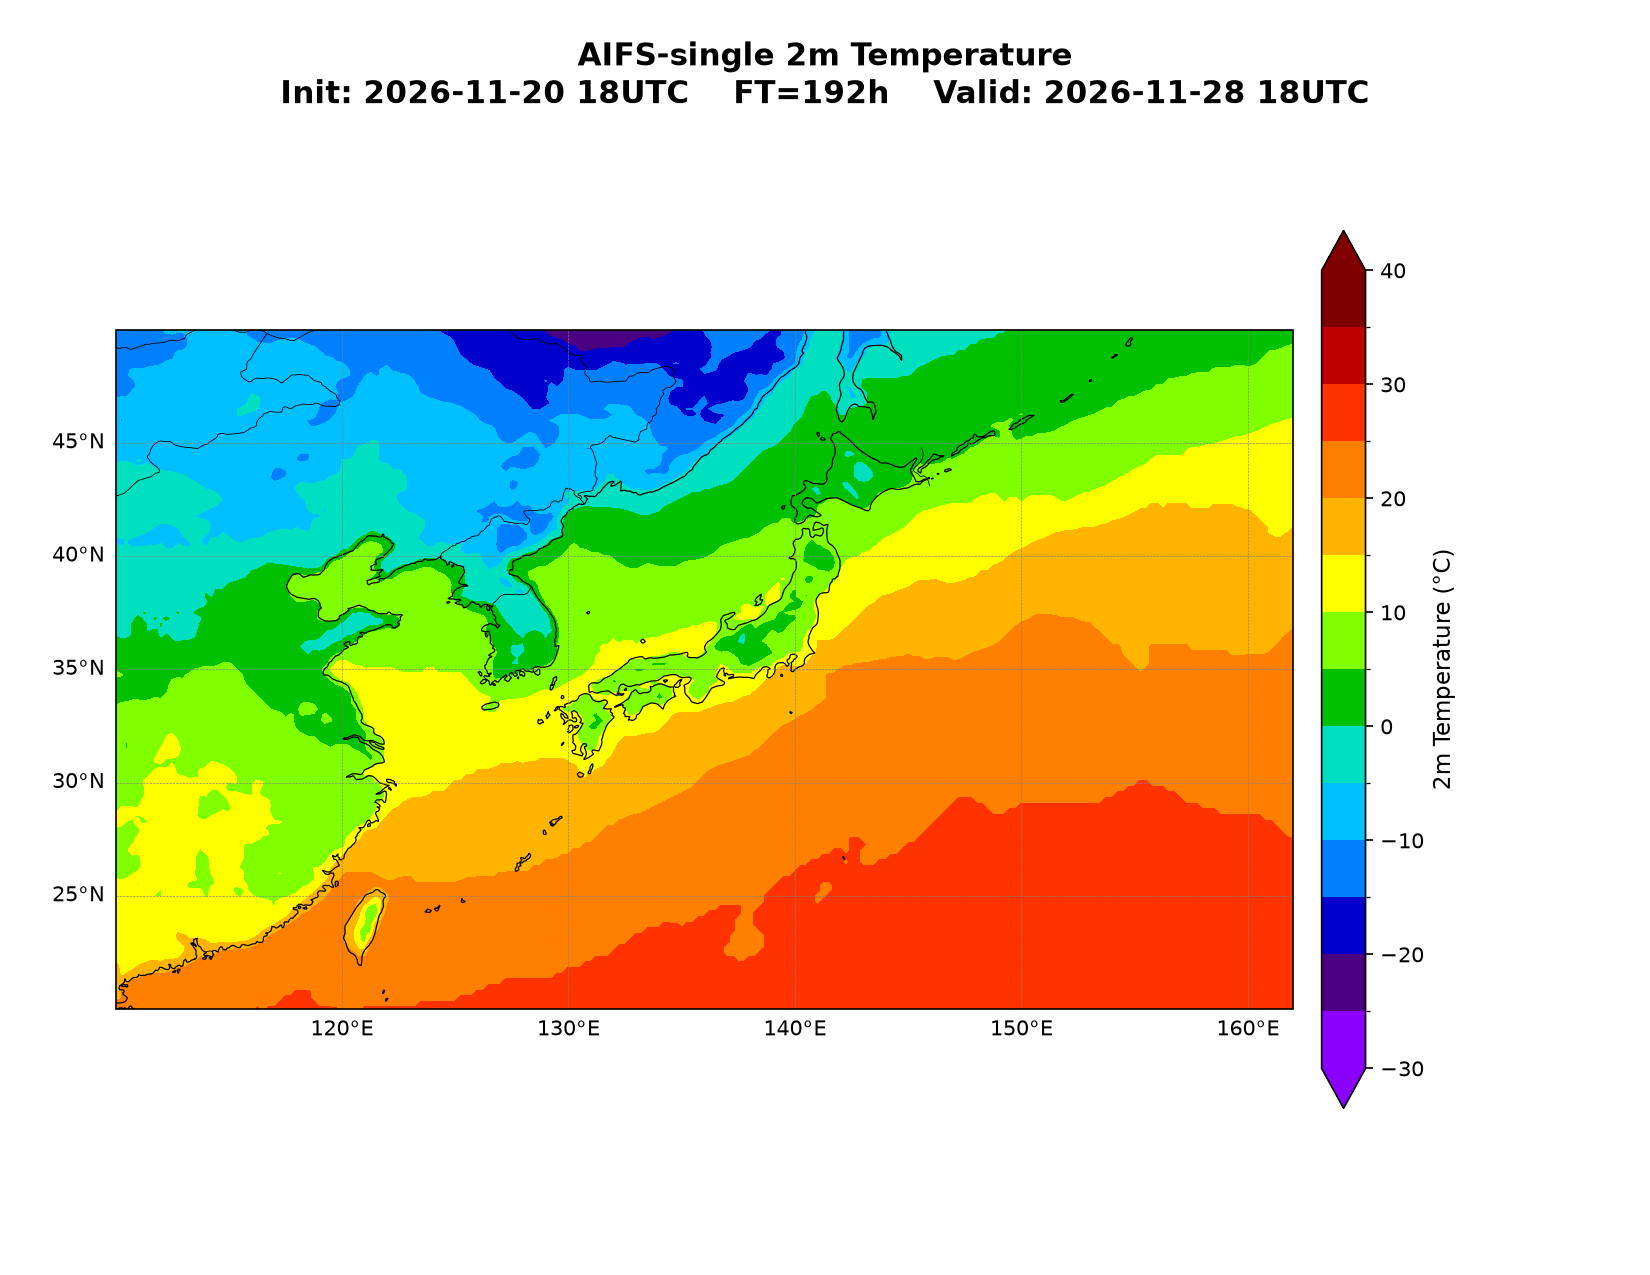 AIFS-single 2m Temperature
Init: 2026-11-20 18UTC    FT=192h    Valid: 2026-11-28 18UTC
45°N
40°N
35°N
30°N
25°N
120°E
130°E
140°E
150°E
160°E
40
30
20
10
0
−10
−20
−30
2m Temperature (°C)